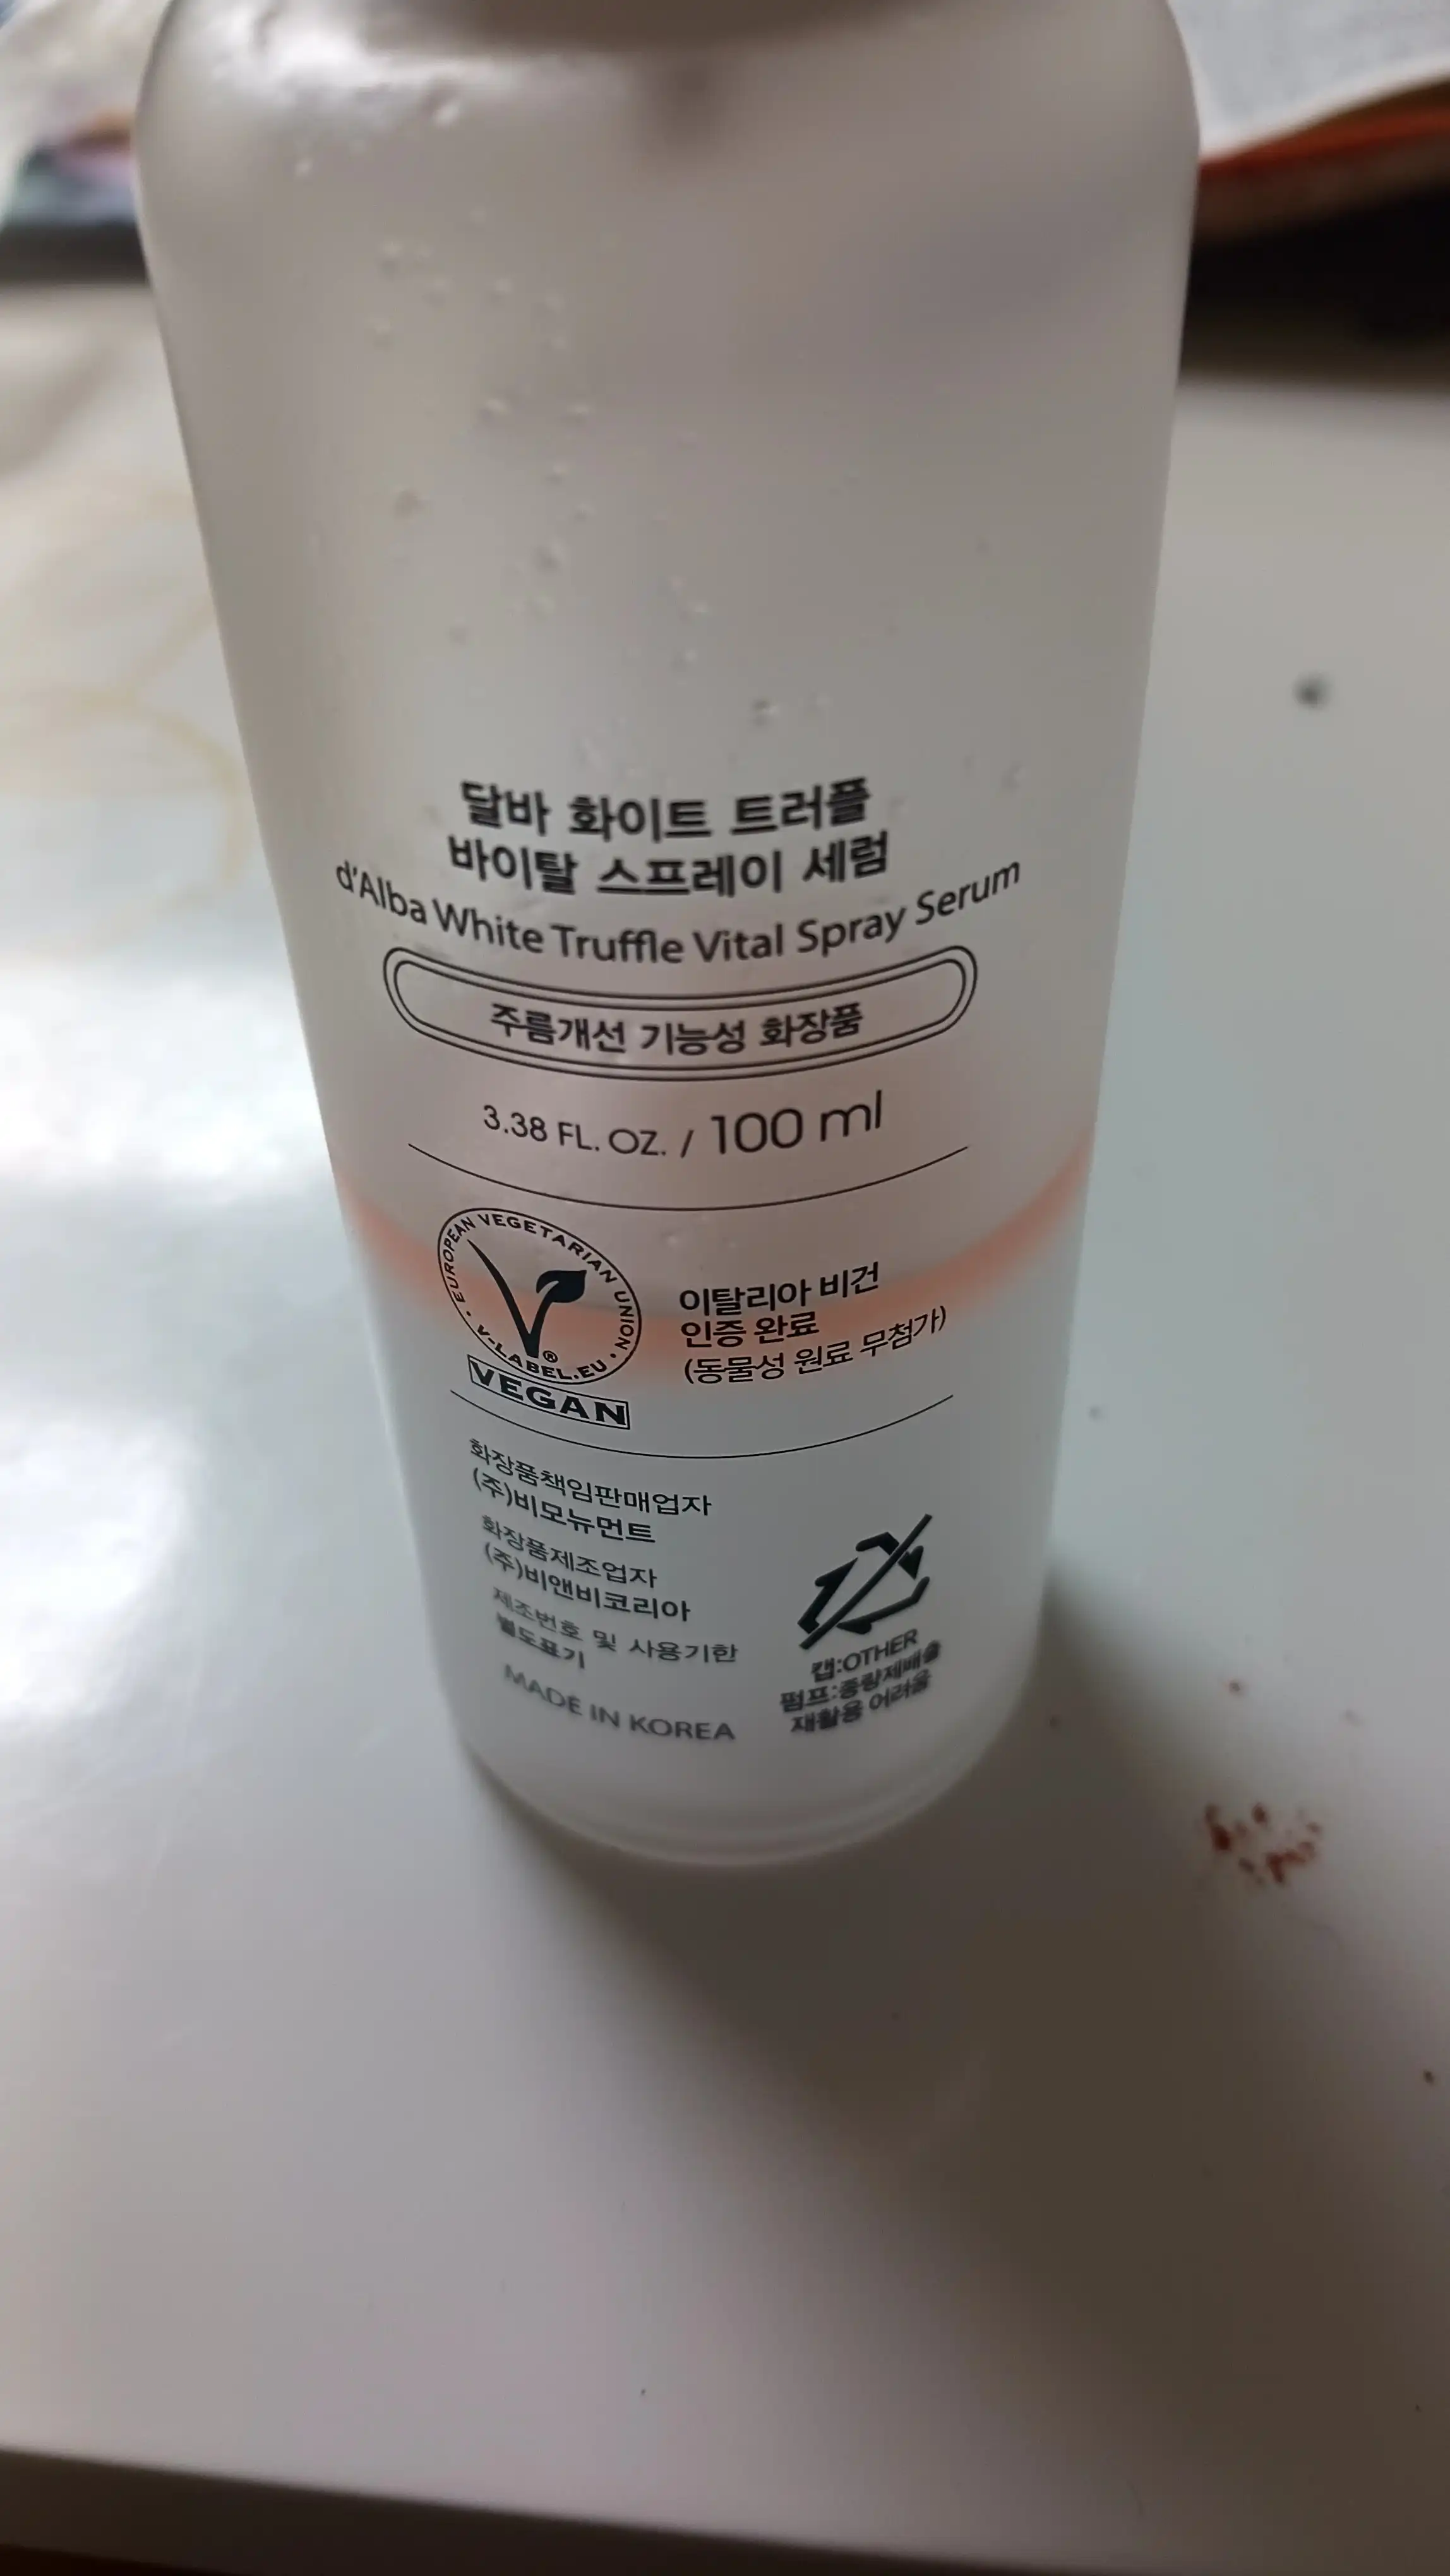 달바 화이트 트러플
바이탈 스프레이 세럼
d'Alba White Truffle Vital Spray Serum
주름개선 기능성 화장품
3.38 FL. OZ. / 100 ml
EUROPEAN VEGETARIAN UNION
V-LABEL.EU
®
VEGAN
이탈리아 비건
인증 완료
(동물성 원료 무첨가)
화장품책임판매업자
(주)비모뉴먼트
화장품제조업자
(주)비앤비코리아
제조번호 및 사용기한
별도표기
MADE IN KOREA
캡:OTHER
펌프:종량제배출
재활용 어려움